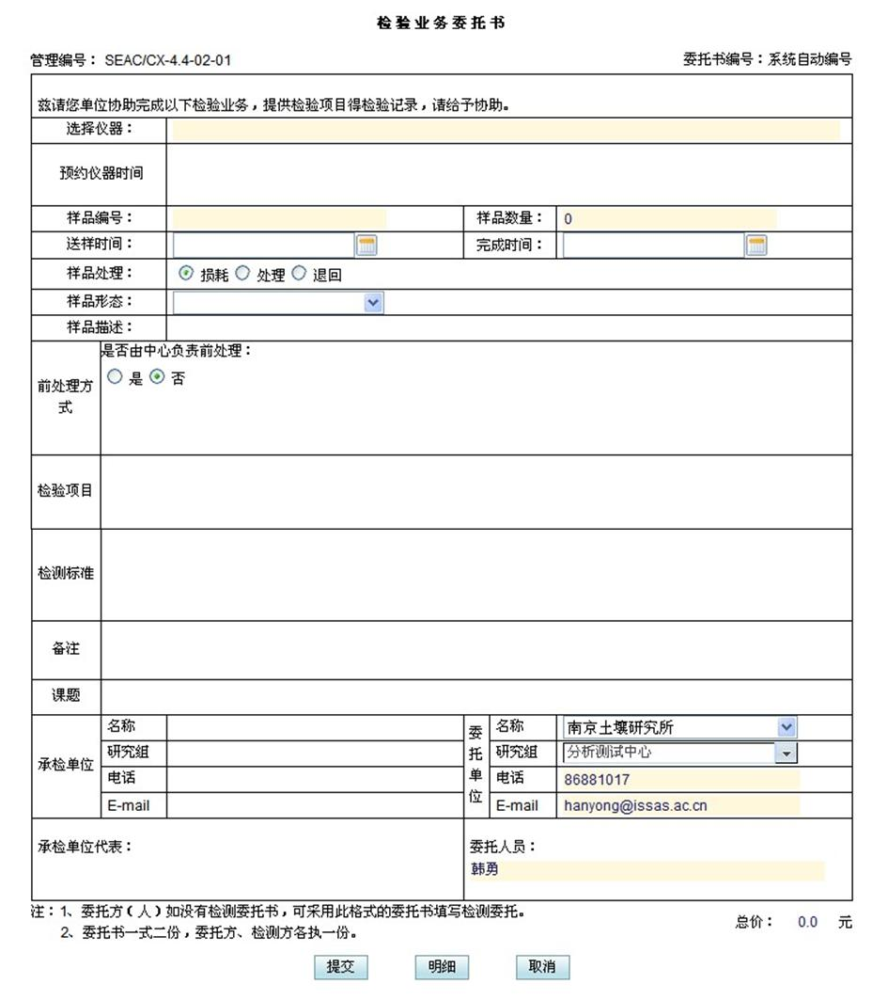 检验业务委托书
管理编号： SEAC/CX-4.4-02-01
委托书编号：系统自动编号
兹请您单位协助完成以下检验业务，提供检验项目得检验记录，请给予协助。
选择仪器：
预约仪器时间
样品编号：
样品数量： 0
送样时间：
完成时间：
样品处理： 损耗 处理 退回
样品形态：
样品描述：
前处理方式
是否由中心负责前处理：
是 否
检验项目
检测标准
备注
课题
承检单位
名称
研究组
电话
E-mail
委托单位
名称 南京土壤研究所
研究组 分析测试中心
电话 86881017
E-mail hanyong@issas.ac.cn
承检单位代表：
委托人员：
韩勇
注：1、委托方（人）如没有检测委托书，可采用此格式的委托书填写检测委托。
2、委托书一式二份，委托方、检测方各执一份。
总价： 0.0 元
提交 明细 取消